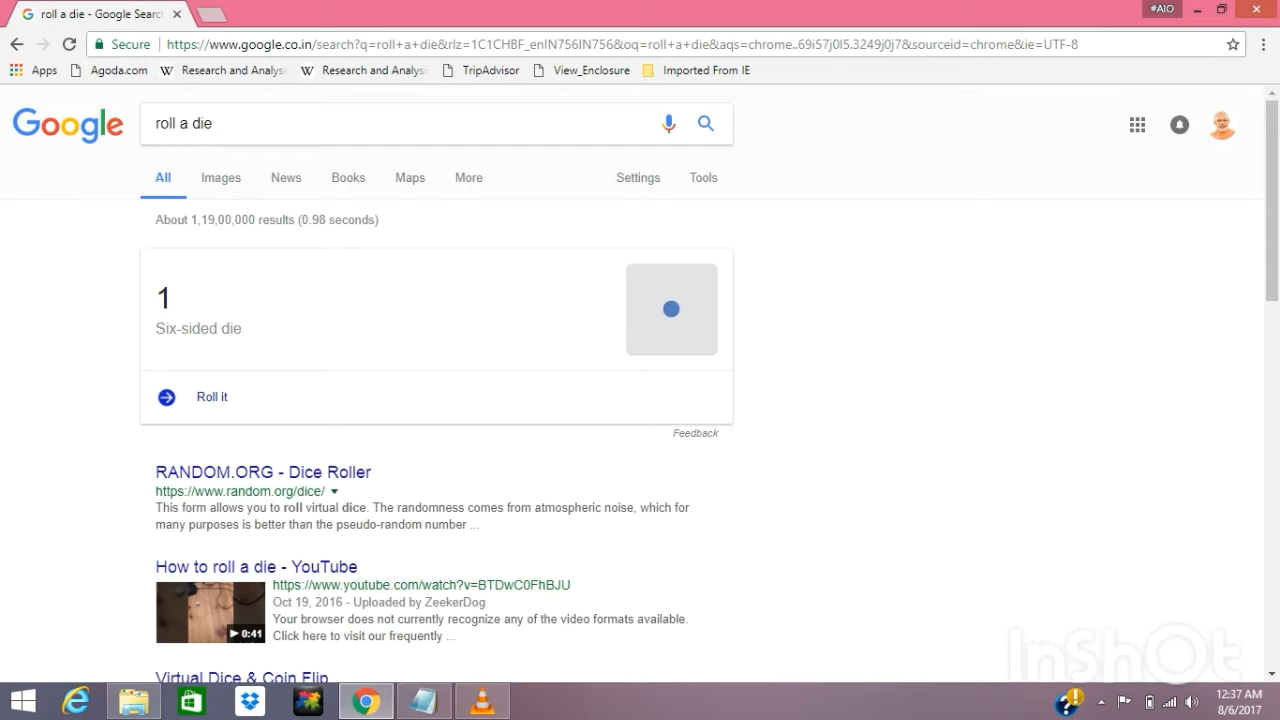 roll a die - Google Searc
#AIO
Secure
https://www.google.co.in/search?q=roll+a+die&rlz=1C1CHBF_enIN756IN756&oq=roll+a+die&aqs=chrome..69i57j0l5.3249j0j7&sourceid=chrome&ie=UTF-8
Apps
Agoda.com
Research and Analys
Research and Analys
TripAdvisor
View_Enclosure
Imported From IE
Google
roll a die
All
Images
News
Books
Maps
More
Settings
Tools
About 1,19,00,000 results (0.98 seconds)
1
Six-sided die
Roll it
Feedback
RANDOM.ORG - Dice Roller
https://www.random.org/dice/
This form allows you to roll virtual dice. The randomness comes from atmospheric noise, which for
many purposes is better than the pseudo-random number ...
How to roll a die - YouTube
https://www.youtube.com/watch?v=BTDwC0FhBJU
Oct 19, 2016 - Uploaded by ZeekerDog
Your browser does not currently recognize any of the video formats available.
Click here to visit our frequently ...
0:41
Virtual Dice & Coin Flip
InShOt
12:37 AM
8/6/2017